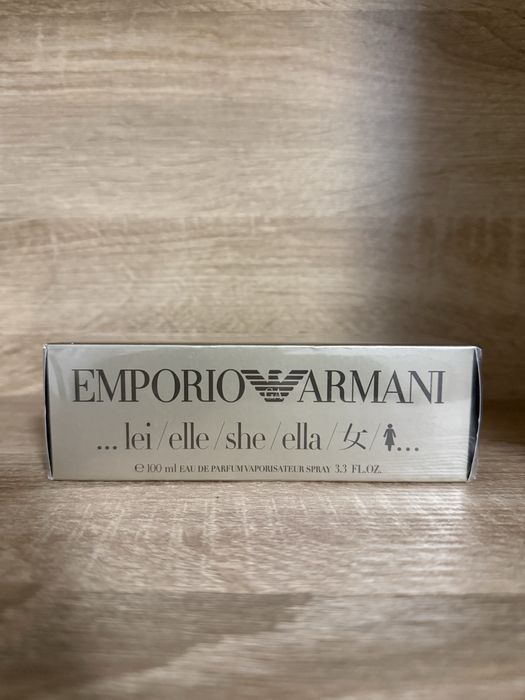 EMPORIO ARMANI
... lei/elle/she/ella/女/...
℮ 100 ml EAU DE PARFUM VAPORISATEUR SPRAY 3.3 FL.OZ.